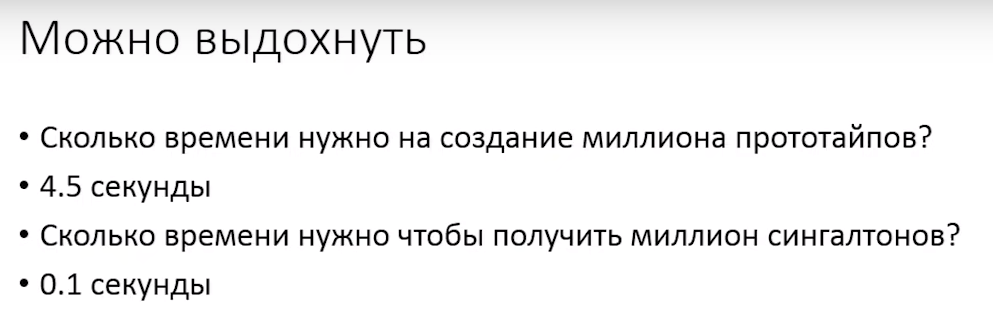 Можно выдохнуть
• Сколько времени нужно на создание миллиона прототайпов?
• 4.5 секунды
• Сколько времени нужно чтобы получить миллион сингалтонов?
• 0.1 секунды